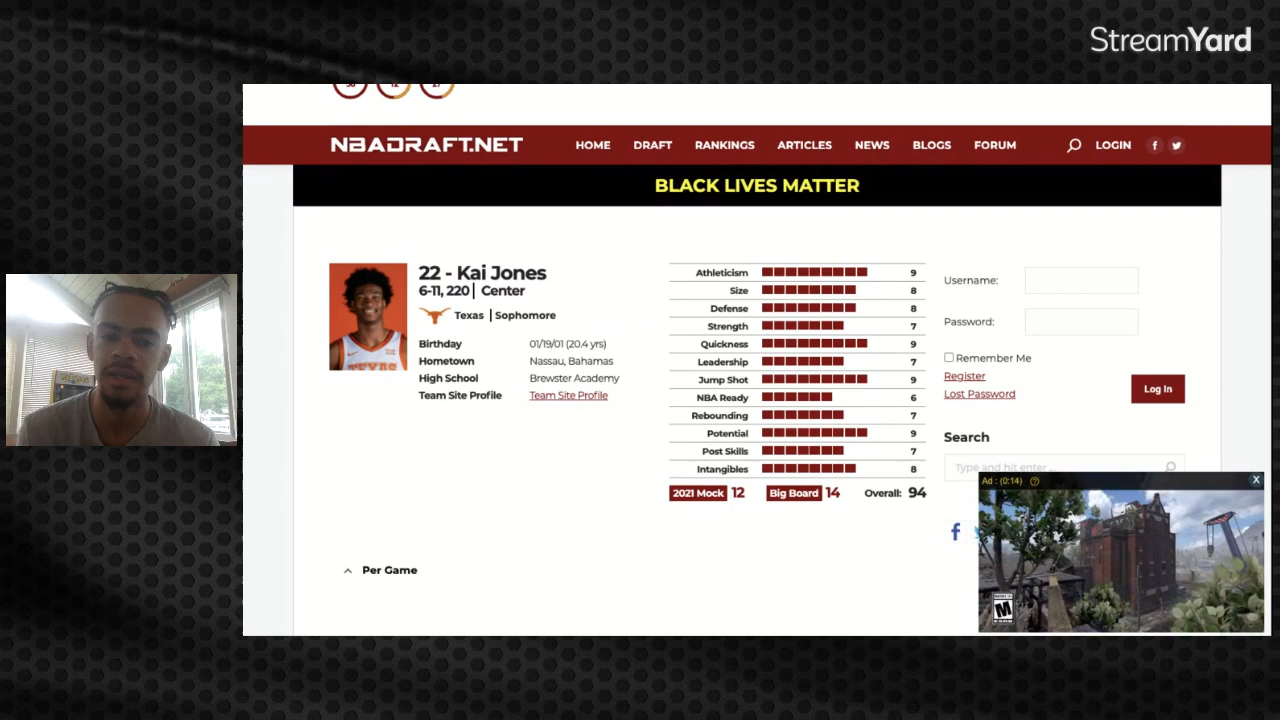 StreamYard
NBADRAFT.NET
HOME DRAFT RANKINGS ARTICLES NEWS BLOGS FORUM LOGIN
BLACK LIVES MATTER
22 - Kai Jones
6-11, 220 | Center
Texas | Sophomore
Birthday 01/19/01 (20.4 yrs)
Hometown Nassau, Bahamas
High School Brewster Academy
Team Site Profile Team Site Profile
Athleticism 9
Size 8
Defense 8
Strength 7
Quickness 9
Leadership 7
Jump Shot 9
NBA Ready 6
Rebounding 7
Potential 9
Post Skills 7
Intangibles 8
2021 Mock 12 Big Board 14 Overall: 94
Username:
Password:
Remember Me
Register
Lost Password
Log In
Search
Type and hit enter ...
Ad : (0:14)
X
M
Per Game